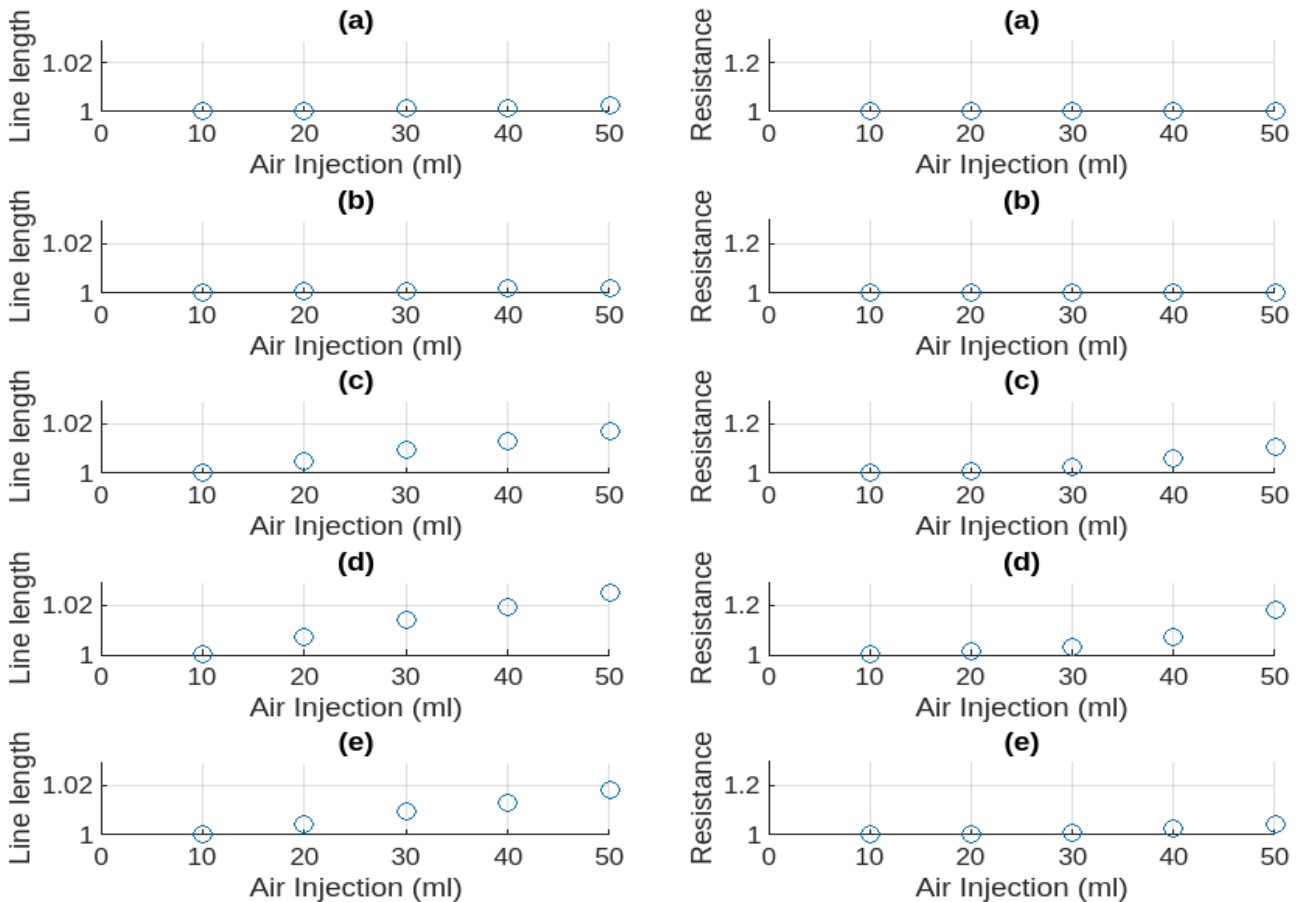 (a)
Line length
1.02
1
0 10 20 30 40 50
Air Injection (ml)
(a)
Resistance
1.2
1
0 10 20 30 40 50
Air Injection (ml)
(b)
Line length
1.02
1
0 10 20 30 40 50
Air Injection (ml)
(b)
Resistance
1.2
1
0 10 20 30 40 50
Air Injection (ml)
(c)
Line length
1.02
1
0 10 20 30 40 50
Air Injection (ml)
(c)
Resistance
1.2
1
0 10 20 30 40 50
Air Injection (ml)
(d)
Line length
1.02
1
0 10 20 30 40 50
Air Injection (ml)
(d)
Resistance
1.2
1
0 10 20 30 40 50
Air Injection (ml)
(e)
Line length
1.02
1
0 10 20 30 40 50
Air Injection (ml)
(e)
Resistance
1.2
1
0 10 20 30 40 50
Air Injection (ml)